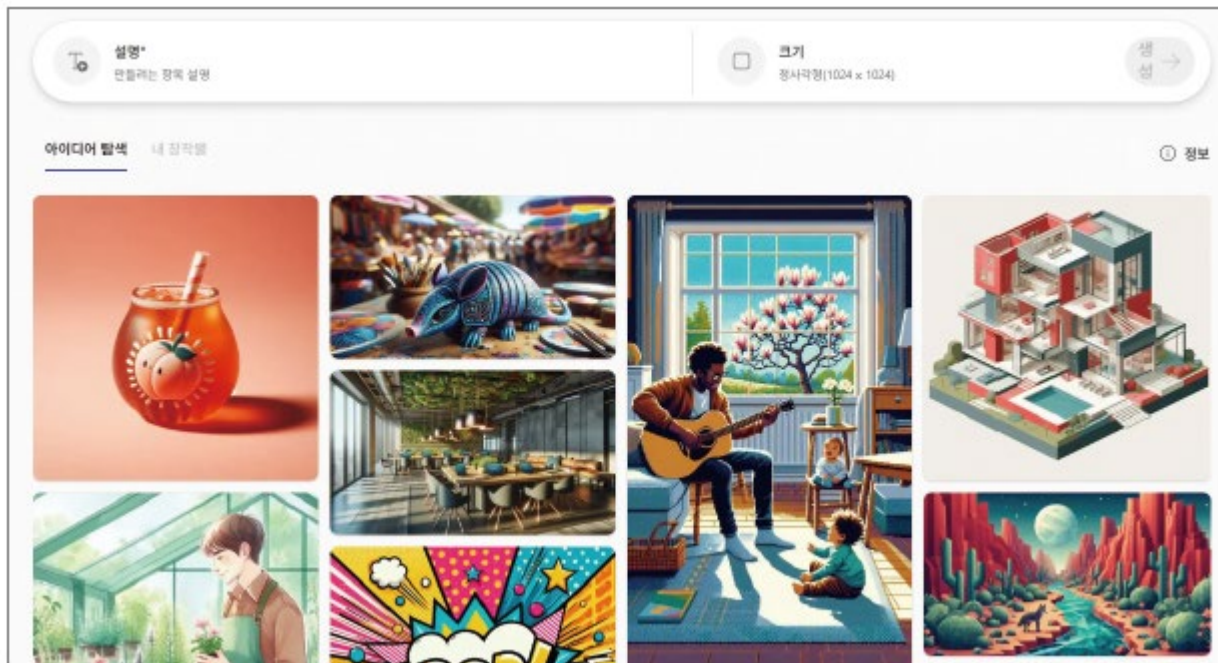 설명*
만들려는 항목 설명
크기
정사각형(1024 x 1024)
생
성
아이디어 탐색
내 창작물
정보